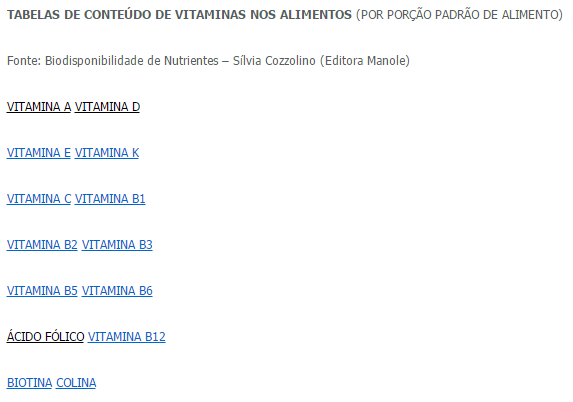 TABELAS DE CONTEÚDO DE VITAMINAS NOS ALIMENTOS (POR PORÇÃO PADRÃO DE ALIMENTO)
Fonte: Biodisponibilidade de Nutrientes – Sílvia Cozzolino (Editora Manole)
VITAMINA A VITAMINA D
VITAMINA E VITAMINA K
VITAMINA C VITAMINA B1
VITAMINA B2 VITAMINA B3
VITAMINA B5 VITAMINA B6
ÁCIDO FÓLICO VITAMINA B12
BIOTINA COLINA